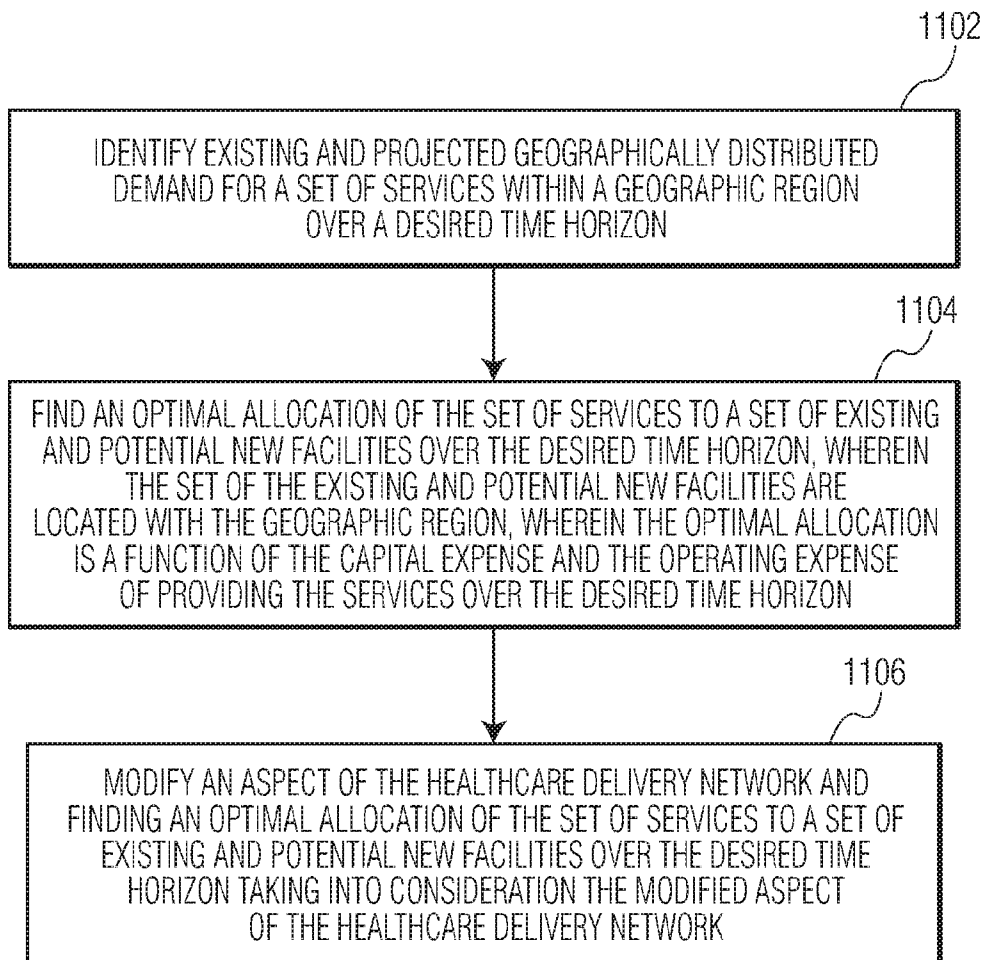 1102
IDENTIFY EXISTING AND PROJECTED GEOGRAPHICALLY DISTRIBUTED
DEMAND FOR A SET OF SERVICES WITHIN A GEOGRAPHIC REGION
OVER A DESIRED TIME HORIZON
1104
FIND AN OPTIMAL ALLOCATION OF THE SET OF SERVICES TO A SET OF EXISTING
AND POTENTIAL NEW FACILITIES OVER THE DESIRED TIME HORIZON, WHEREIN
THE SET OF THE EXISTING AND POTENTIAL NEW FACILITIES ARE
LOCATED WITH THE GEOGRAPHIC REGION, WHEREIN THE OPTIMAL ALLOCATION
IS A FUNCTION OF THE CAPITAL EXPENSE AND THE OPERATING EXPENSE
OF PROVIDING THE SERVICES OVER THE DESIRED TIME HORIZON
1106
MODIFY AN ASPECT OF THE HEALTHCARE DELIVERY NETWORK AND
FINDING AN OPTIMAL ALLOCATION OF THE SET OF SERVICES TO A SET OF
EXISTING AND POTENTIAL NEW FACILITIES OVER THE DESIRED TIME
HORIZON TAKING INTO CONSIDERATION THE MODIFIED ASPECT
OF THE HEALTHCARE DELIVERY NETWORK